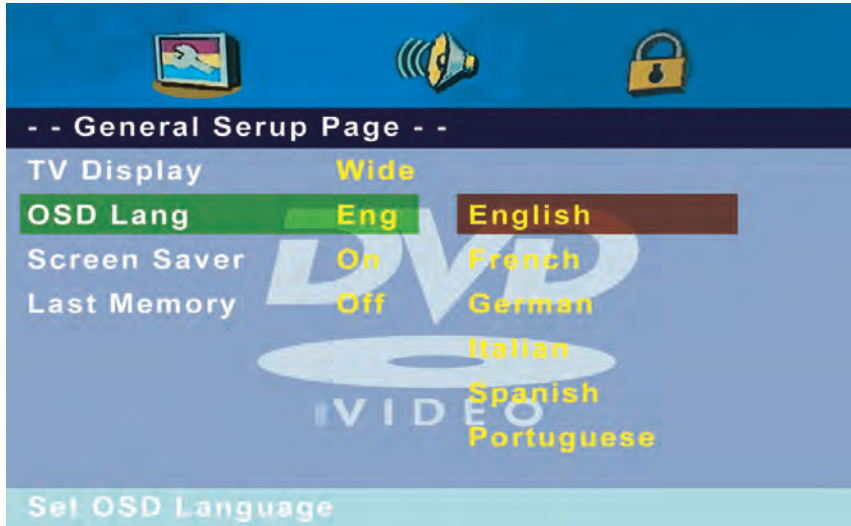 - - General Serup Page - -
TV Display Wide
OSD Lang Eng English
Screen Saver On French
Last Memory Off German
Italian
Spanish
Portuguese
DVD
VIDEO
Set OSD Language